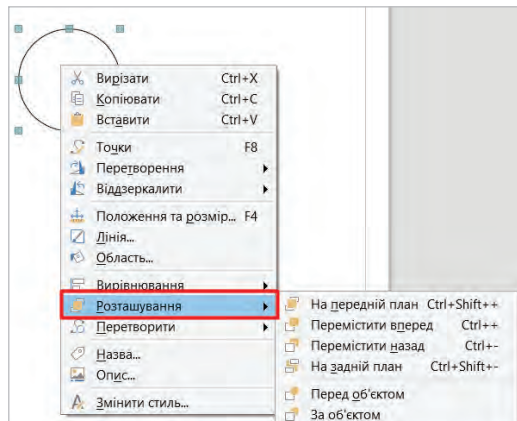 Вирізати Ctrl+X
Копіювати Ctrl+C
Вставити Ctrl+V
Точки F8
Перетворення
Віддзеркалити
Положення та розмір... F4
Лінія...
Область...
Вирівнювання
Розташування
Перетворити
Назва...
Опис...
Змінити стиль...
На передній план Ctrl+Shift++
Перемістити вперед Ctrl++
Перемістити назад Ctrl+-
На задній план Ctrl+Shift+-
Перед об'єктом
За об'єктом